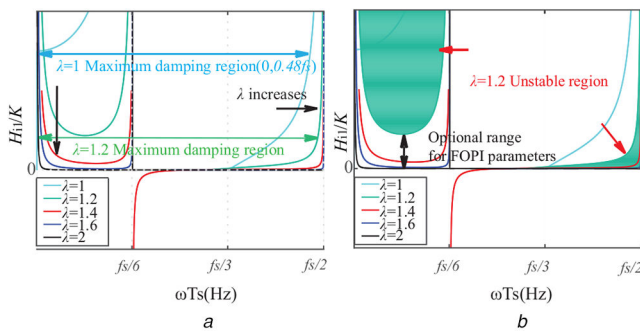 Hi1/K
λ=1 Maximum damping region(0,0.48fs)
λ increases
λ=1.2 Maximum damping region
0
λ=1
λ=1.2
λ=1.4
λ=1.6
λ=2
fs/6
fs/3
fs/2
ωTs(Hz)
a
Hi1/K
λ=1.2 Unstable region
Optional range
for FOPI parameters
0
λ=1
λ=1.2
λ=1.4
λ=1.6
λ=2
fs/6
fs/3
fs/2
ωTs(Hz)
b